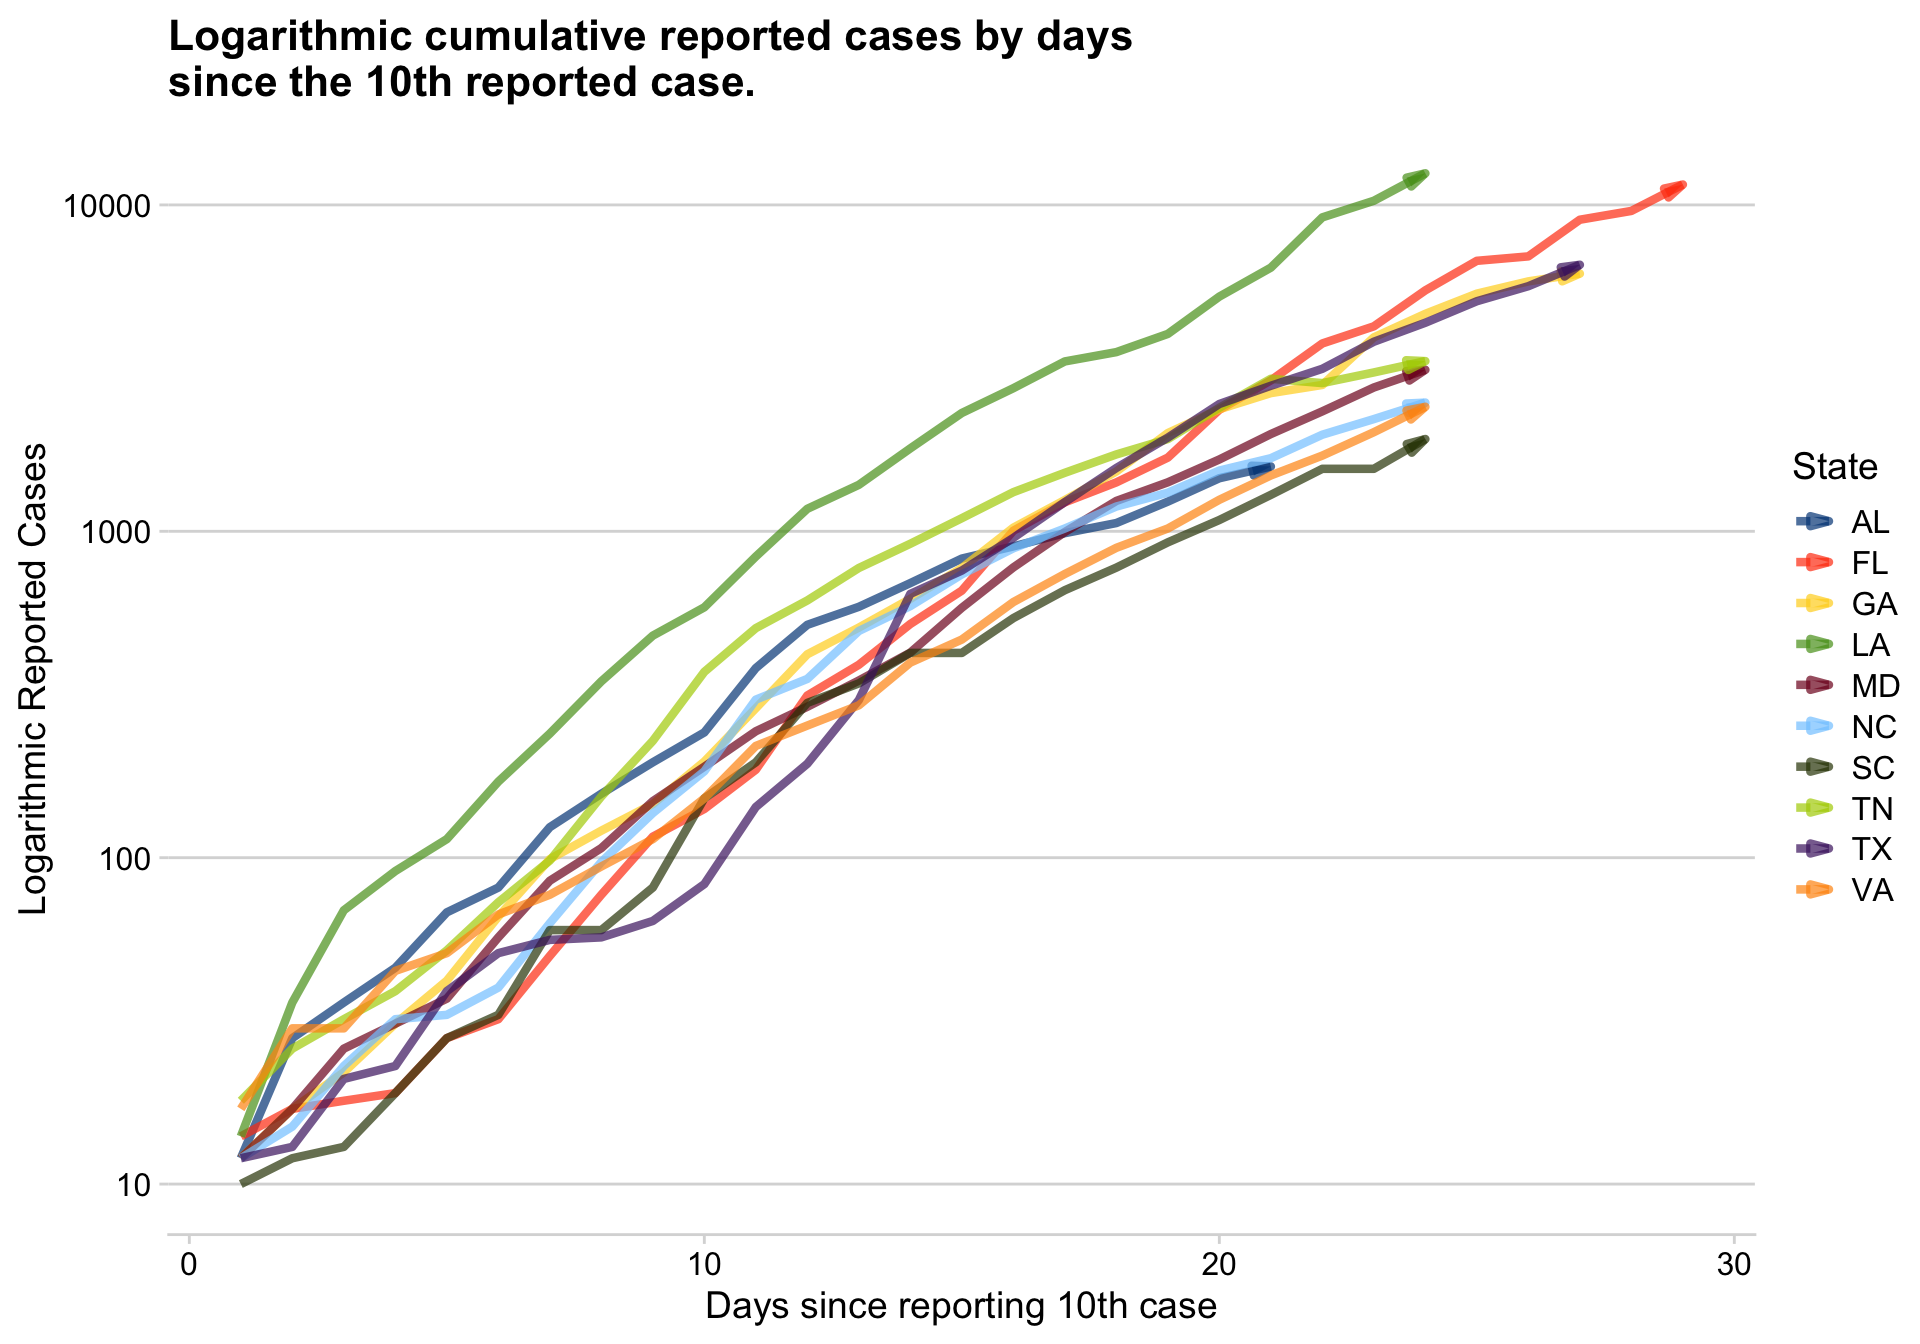 Logarithmic cumulative reported cases by days
since the 10th reported case.
10000
1000
100
10
Logarithmic Reported Cases
0
10
20
30
Days since reporting 10th case
State
AL
FL
GA
LA
MD
NC
SC
TN
TX
VA